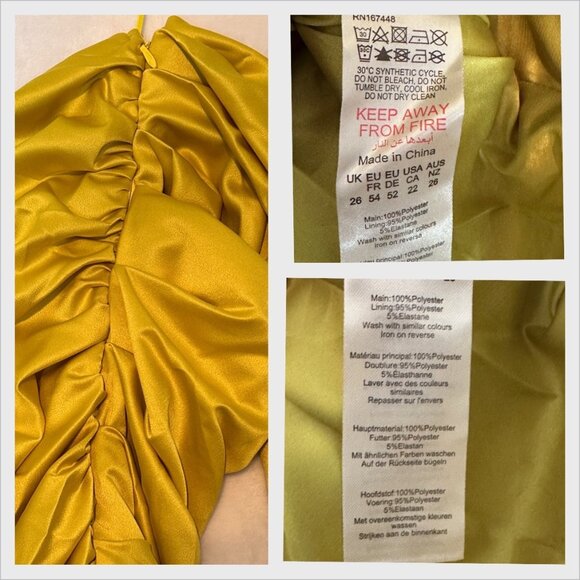 RN167448
30
30°C SYNTHETIC CYCLE,
DO NOT BLEACH, DO NOT
TUMBLE DRY, COOL IRON,
DO NOT DRY CLEAN
KEEP AWAY
FROM FIRE
أبعدها عن النار
Made in China
UK EU EU USA AUS
FR DE CA NZ
26 54 52 22 26
Main:100%Polyester
Lining:95%Polyester
5%Elastane
Wash with similar colours
Iron on reverse
principal:100%Polyester
Main:100%Polyester
Lining:95%Polyester
5%Elastane
Wash with similar colours
Iron on reverse
Matériau principal:100%Polyester
Doublure:95%Polyester
5%Élasthanne
Laver avec des couleurs
similaires
Repasser sur l'envers
Hauptmaterial:100%Polyester
Futter:95%Polyester
5%Elastan
Mit ähnlichen Farben waschen
Auf der Rückseite bügeln
Hoofdstof:100%Polyester
Voering:95%Polyester
5%Elastaan
Met overeenkomstige kleuren
wassen
Strijken aan de binnenkant